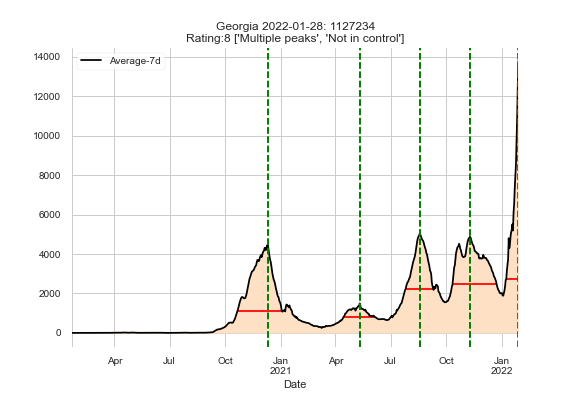 Georgia 2022-01-28: 1127234
Rating:8 ['Multiple peaks', 'Not in control']
Average-7d
14000
12000
10000
8000
6000
4000
2000
0
Apr Jul Oct Jan Apr Jul Oct Jan
2021 2022
Date